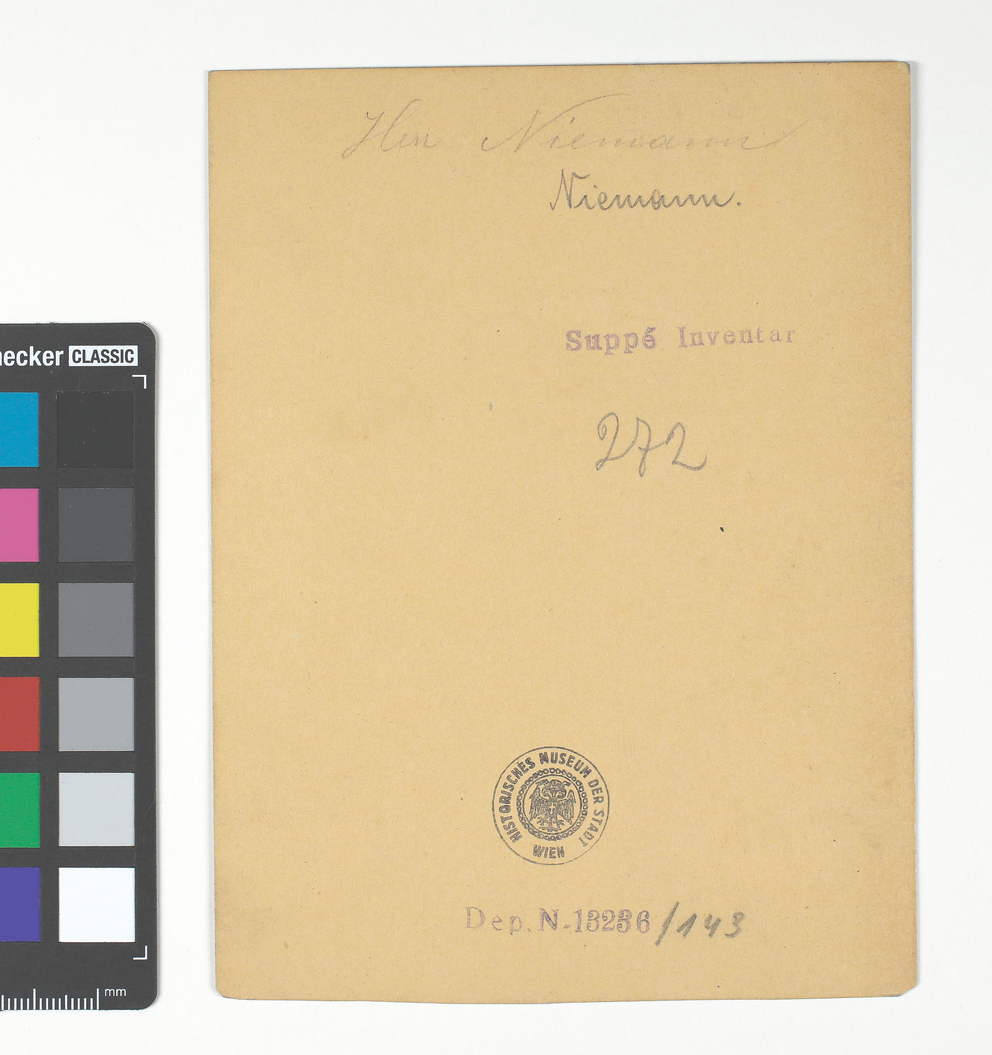 Herr Niemann
Niemann.
Suppé Inventar
272
HISTORISCHES MUSEUM DER STADT
WIEN
Dep. N-13236/143
ecker CLASSIC
mm